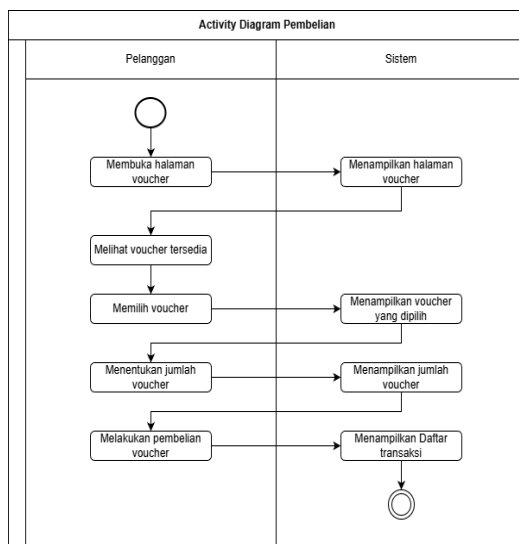 Activity Diagram Pembelian
Pelanggan
Sistem
Membuka halaman
voucher
Menampilkan halaman
voucher
Melihat voucher tersedia
Memilih voucher
Menampilkan voucher
yang dipilih
Menentukan jumlah
voucher
Menampilkan jumlah
voucher
Melakukan pembelian
voucher
Menampilkan Daftar
transaksi